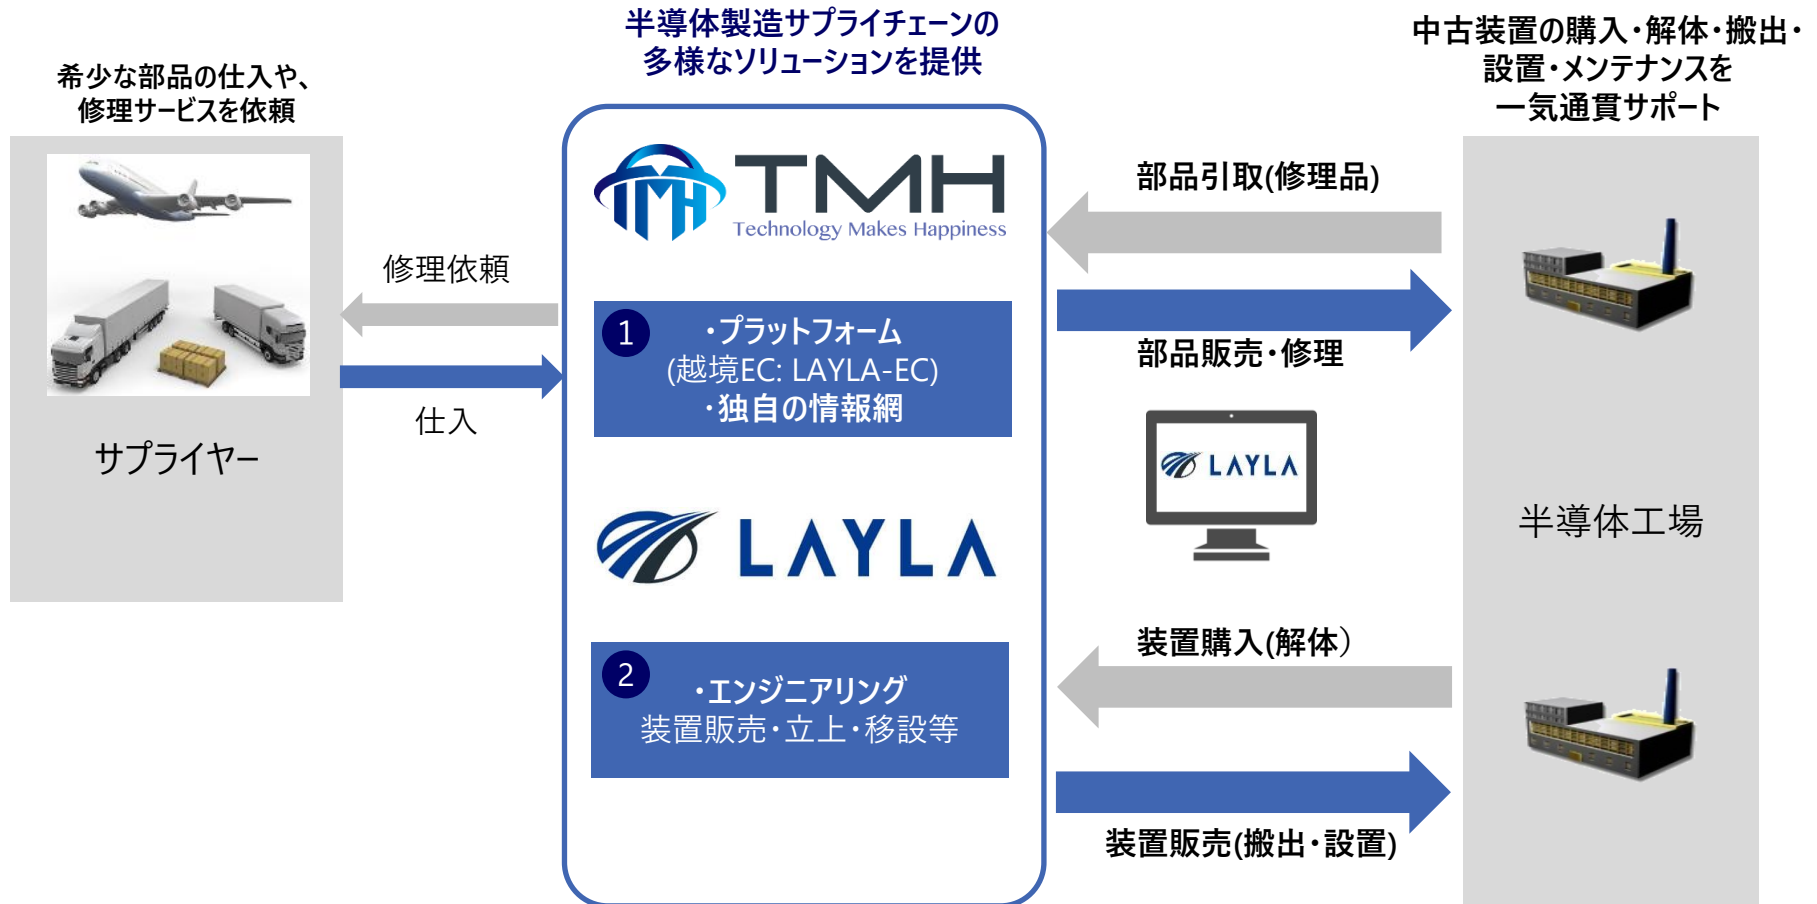 半導体製造サプライチェーンの
多様なソリューションを提供
希少な部品の仕入や、
修理サービスを依頼
サプライヤー
修理依頼
仕入
TMH
TMH
Technology Makes Happiness
1
・プラットフォーム
(越境EC: LAYLA-EC)
・独自の情報網
LAYLA
2
・エンジニアリング
装置販売・立上・移設等
部品引取(修理品)
部品販売・修理
LAYLA
装置購入(解体）
装置販売(搬出・設置)
中古装置の購入・解体・搬出・
設置・メンテナンスを
一気通貫サポート
半導体工場